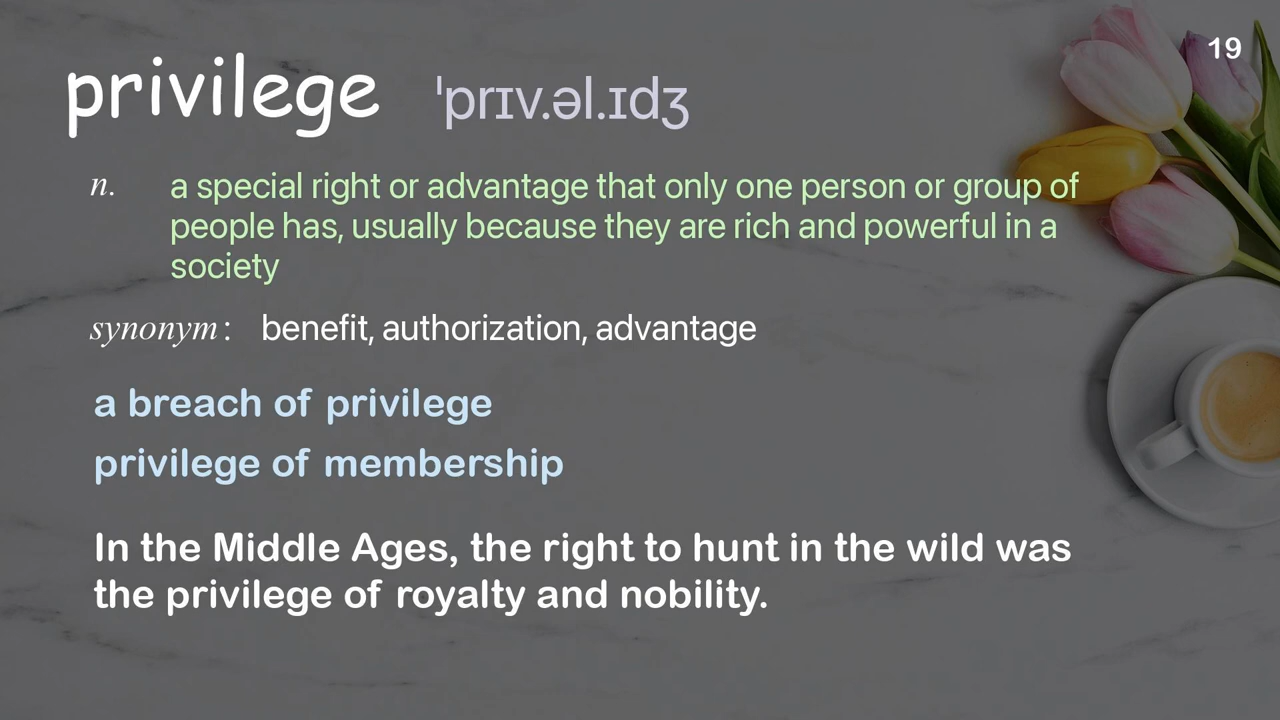 19
privilege ˈprɪv.əl.ɪdʒ
n. a special right or advantage that only one person or group of
people has, usually because they are rich and powerful in a
society
synonym: benefit, authorization, advantage
a breach of privilege
privilege of membership
In the Middle Ages, the right to hunt in the wild was
the privilege of royalty and nobility.